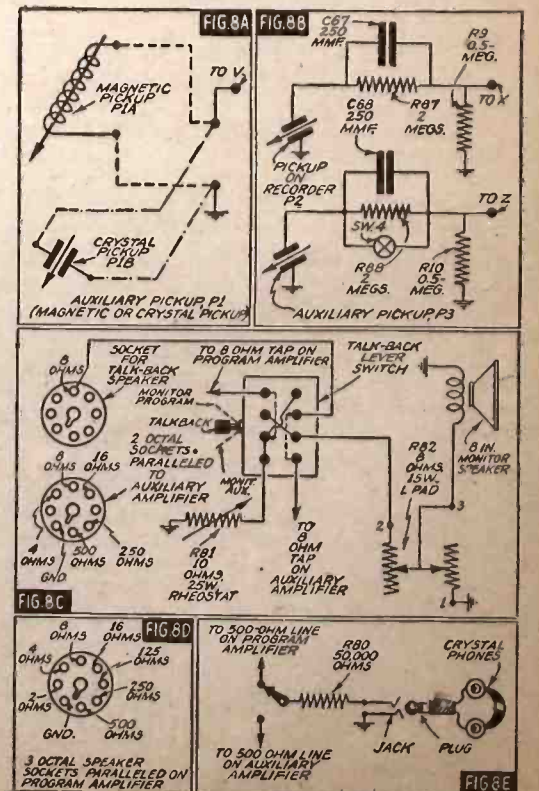 FIG.8A
MAGNETIC
PICKUP
P1A
TO V
CRYSTAL
PICKUP
P1B
AUXILIARY PICKUP, P1
(MAGNETIC OR CRYSTAL PICKUP)
FIG.8B
C67
250
MMF.
R9
0.5-
MEG.
TO X
C68
250
MMF.
R87
2
MEGS.
PICKUP
ON
RECORDER
P2
TO Z
SW.4
R88
2
MEGS.
R10
0.5-
MEG.
AUXILIARY PICKUP, P3
8
OHMS
SOCKET
FOR
TALK-BACK
SPEAKER
TO 8 OHM TAP ON
PROGRAM AMPLIFIER
TALK-BACK
LEVER
SWITCH
MONITOR
PROGRAM
TALKBACK
MONIT.
AUX.
8
OHMS
16
OHMS
2 OCTAL
SOCKETS
PARALLELED
TO
AUXILIARY
AMPLIFIER
4
OHMS
GND.
500
OHMS
250
OHMS
R81
10
OHMS,
25W.
RHEOSTAT
TO
8
OHM
TAP
ON
AUXILIARY
AMPLIFIER
R82
8
OHMS
15W.
L PAD
8 IN.
MONITOR
SPEAKER
2
3
1
FIG.8C
FIG.8D
8
OHMS
16
OHMS
4
OHMS
125
OHMS
250
OHMS
2
OHMS
GND.
500
OHMS
3 OCTAL SPEAKER
SOCKETS PARALLELED ON
PROGRAM AMPLIFIER
TO 500-OHM LINE
ON PROGRAM
AMPLIFIER
R80
50,000
OHMS
CRYSTAL
PHONES
JACK
PLUG
TO 500 OHM LINE
ON AUXILIARY
AMPLIFIER
FIG 8E